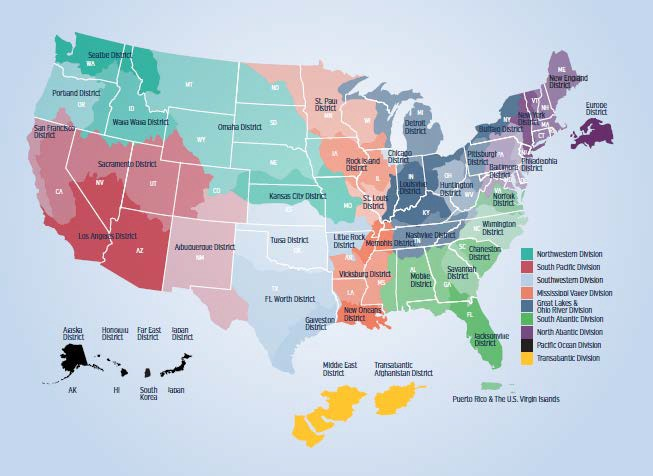 Seattle District
WA
Portland District
OR
ID
Walla Walla District
MT
ND
Omaha District
SD
WY
NE
St. Paul
District
MN
WI
MI
Detroit
District
Chicago
District
IA
Rock Island
District
IL
IN
OH
Louisville
District
Huntington
District
KY
WV
Pittsburgh
District
PA
Buffalo District
NY
New York
District
VT
NH
ME
New England
District
MA
CT
Europe
District
Philadelphia
District
Baltimore
District
Norfolk
District
Wilmington
District
NC
SC
Charleston
District
Savannah
District
GA
AL
Mobile
District
FL
Jacksonville
District
San Francisco
District
Sacramento District
NV
UT
CA
Los Angeles District
AZ
Albuquerque District
NM
CO
Kansas City District
KS
MO
St. Louis
District
Tulsa District
OK
Little Rock
District
AR
Memphis District
Nashville District
TN
Vicksburg District
MS
LA
New Orleans
District
TX
Ft. Worth District
Galveston
District
Northwestern Division
South Pacific Division
Southwestern Division
Mississippi Valley Division
Great Lakes &
Ohio River Division
South Atlantic Division
North Atlantic Division
Pacific Ocean Division
Transatlantic Division
Alaska
District
Honolulu
District
Far East
District
Japan
District
AK
HI
South
Korea
Japan
Middle East
District
Transatlantic
Afghanistan District
Puerto Rico & The U.S. Virgin Islands